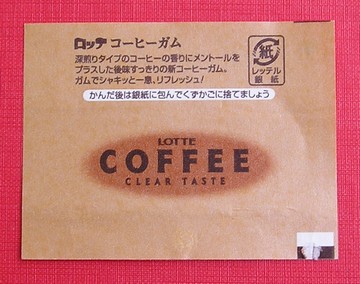 ロッテ コーヒーガム
深煎りタイプのコーヒーの香りにメントールを
プラスした後味すっきりの新コーヒーガム。
ガムでシャキッと一息、リフレッシュ!
紙
レッテル
銀紙
かんだ後は銀紙に包んでくずかごに捨てましょう
LOTTE
COFFEE
CLEAR TASTE